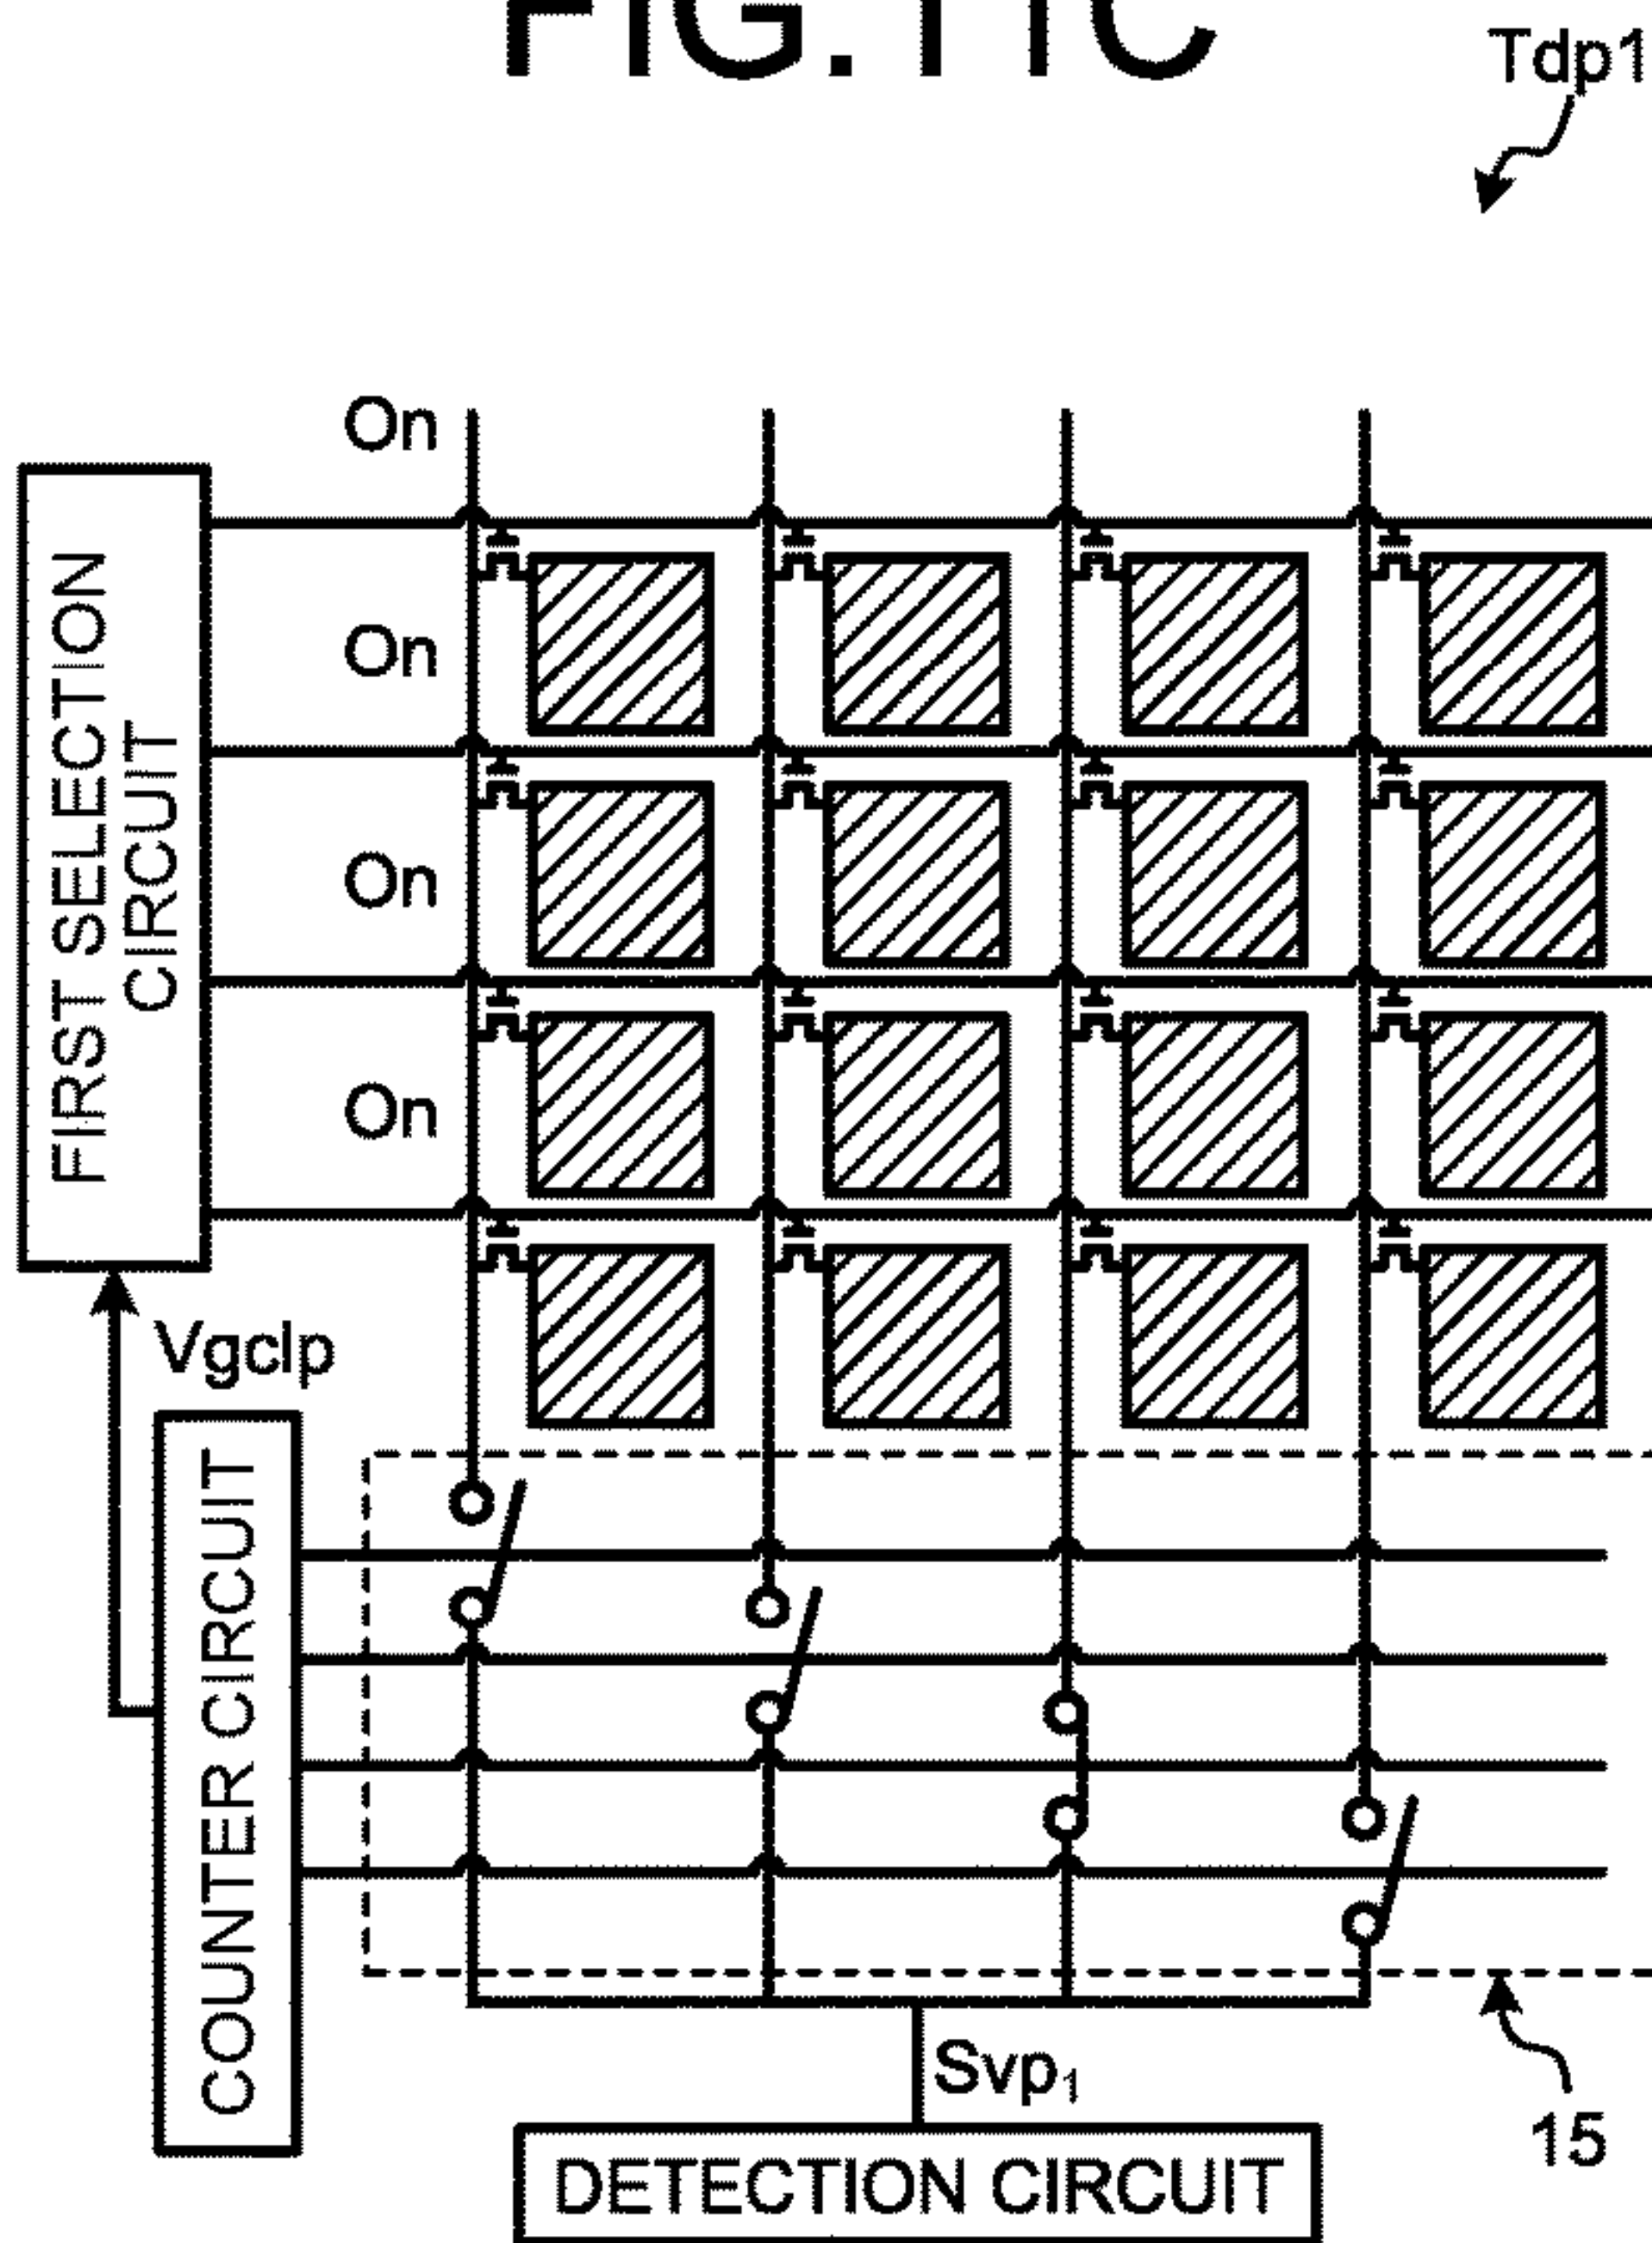 FIG. 11C
Tdp1
On
On
On
On
FIRST SELECTION
CIRCUIT
Vgclp
COUNTER CIRCUIT
Svp₁
15
DETECTION CIRCUIT